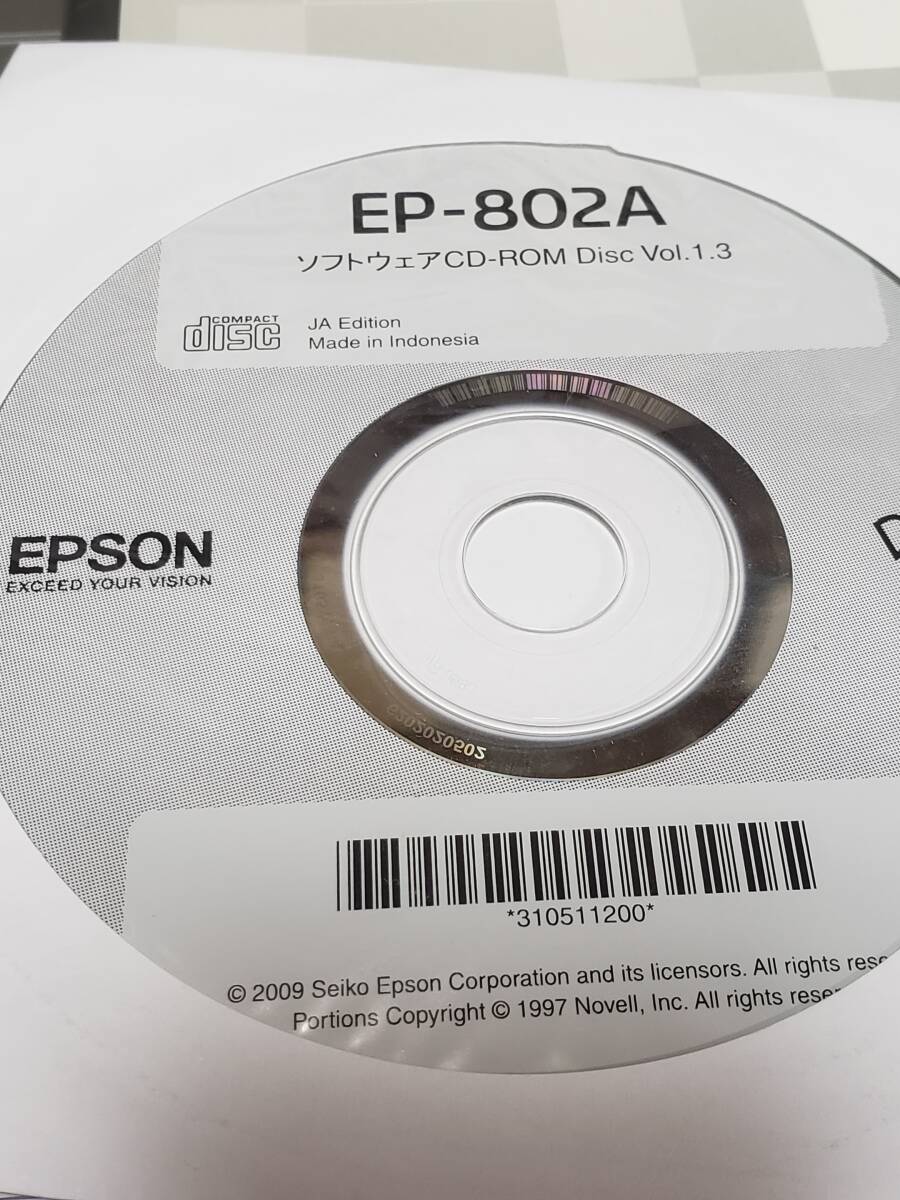 EP-802A
ソフトウェアCD-ROM Disc Vol.1.3
COMPACT
disc
JA Edition
Made in Indonesia
EPSON
EXCEED YOUR VISION
*310511200*
© 2009 Seiko Epson Corporation and its licensors. All rights rese
Portions Copyright © 1997 Novell, Inc. All rights reser